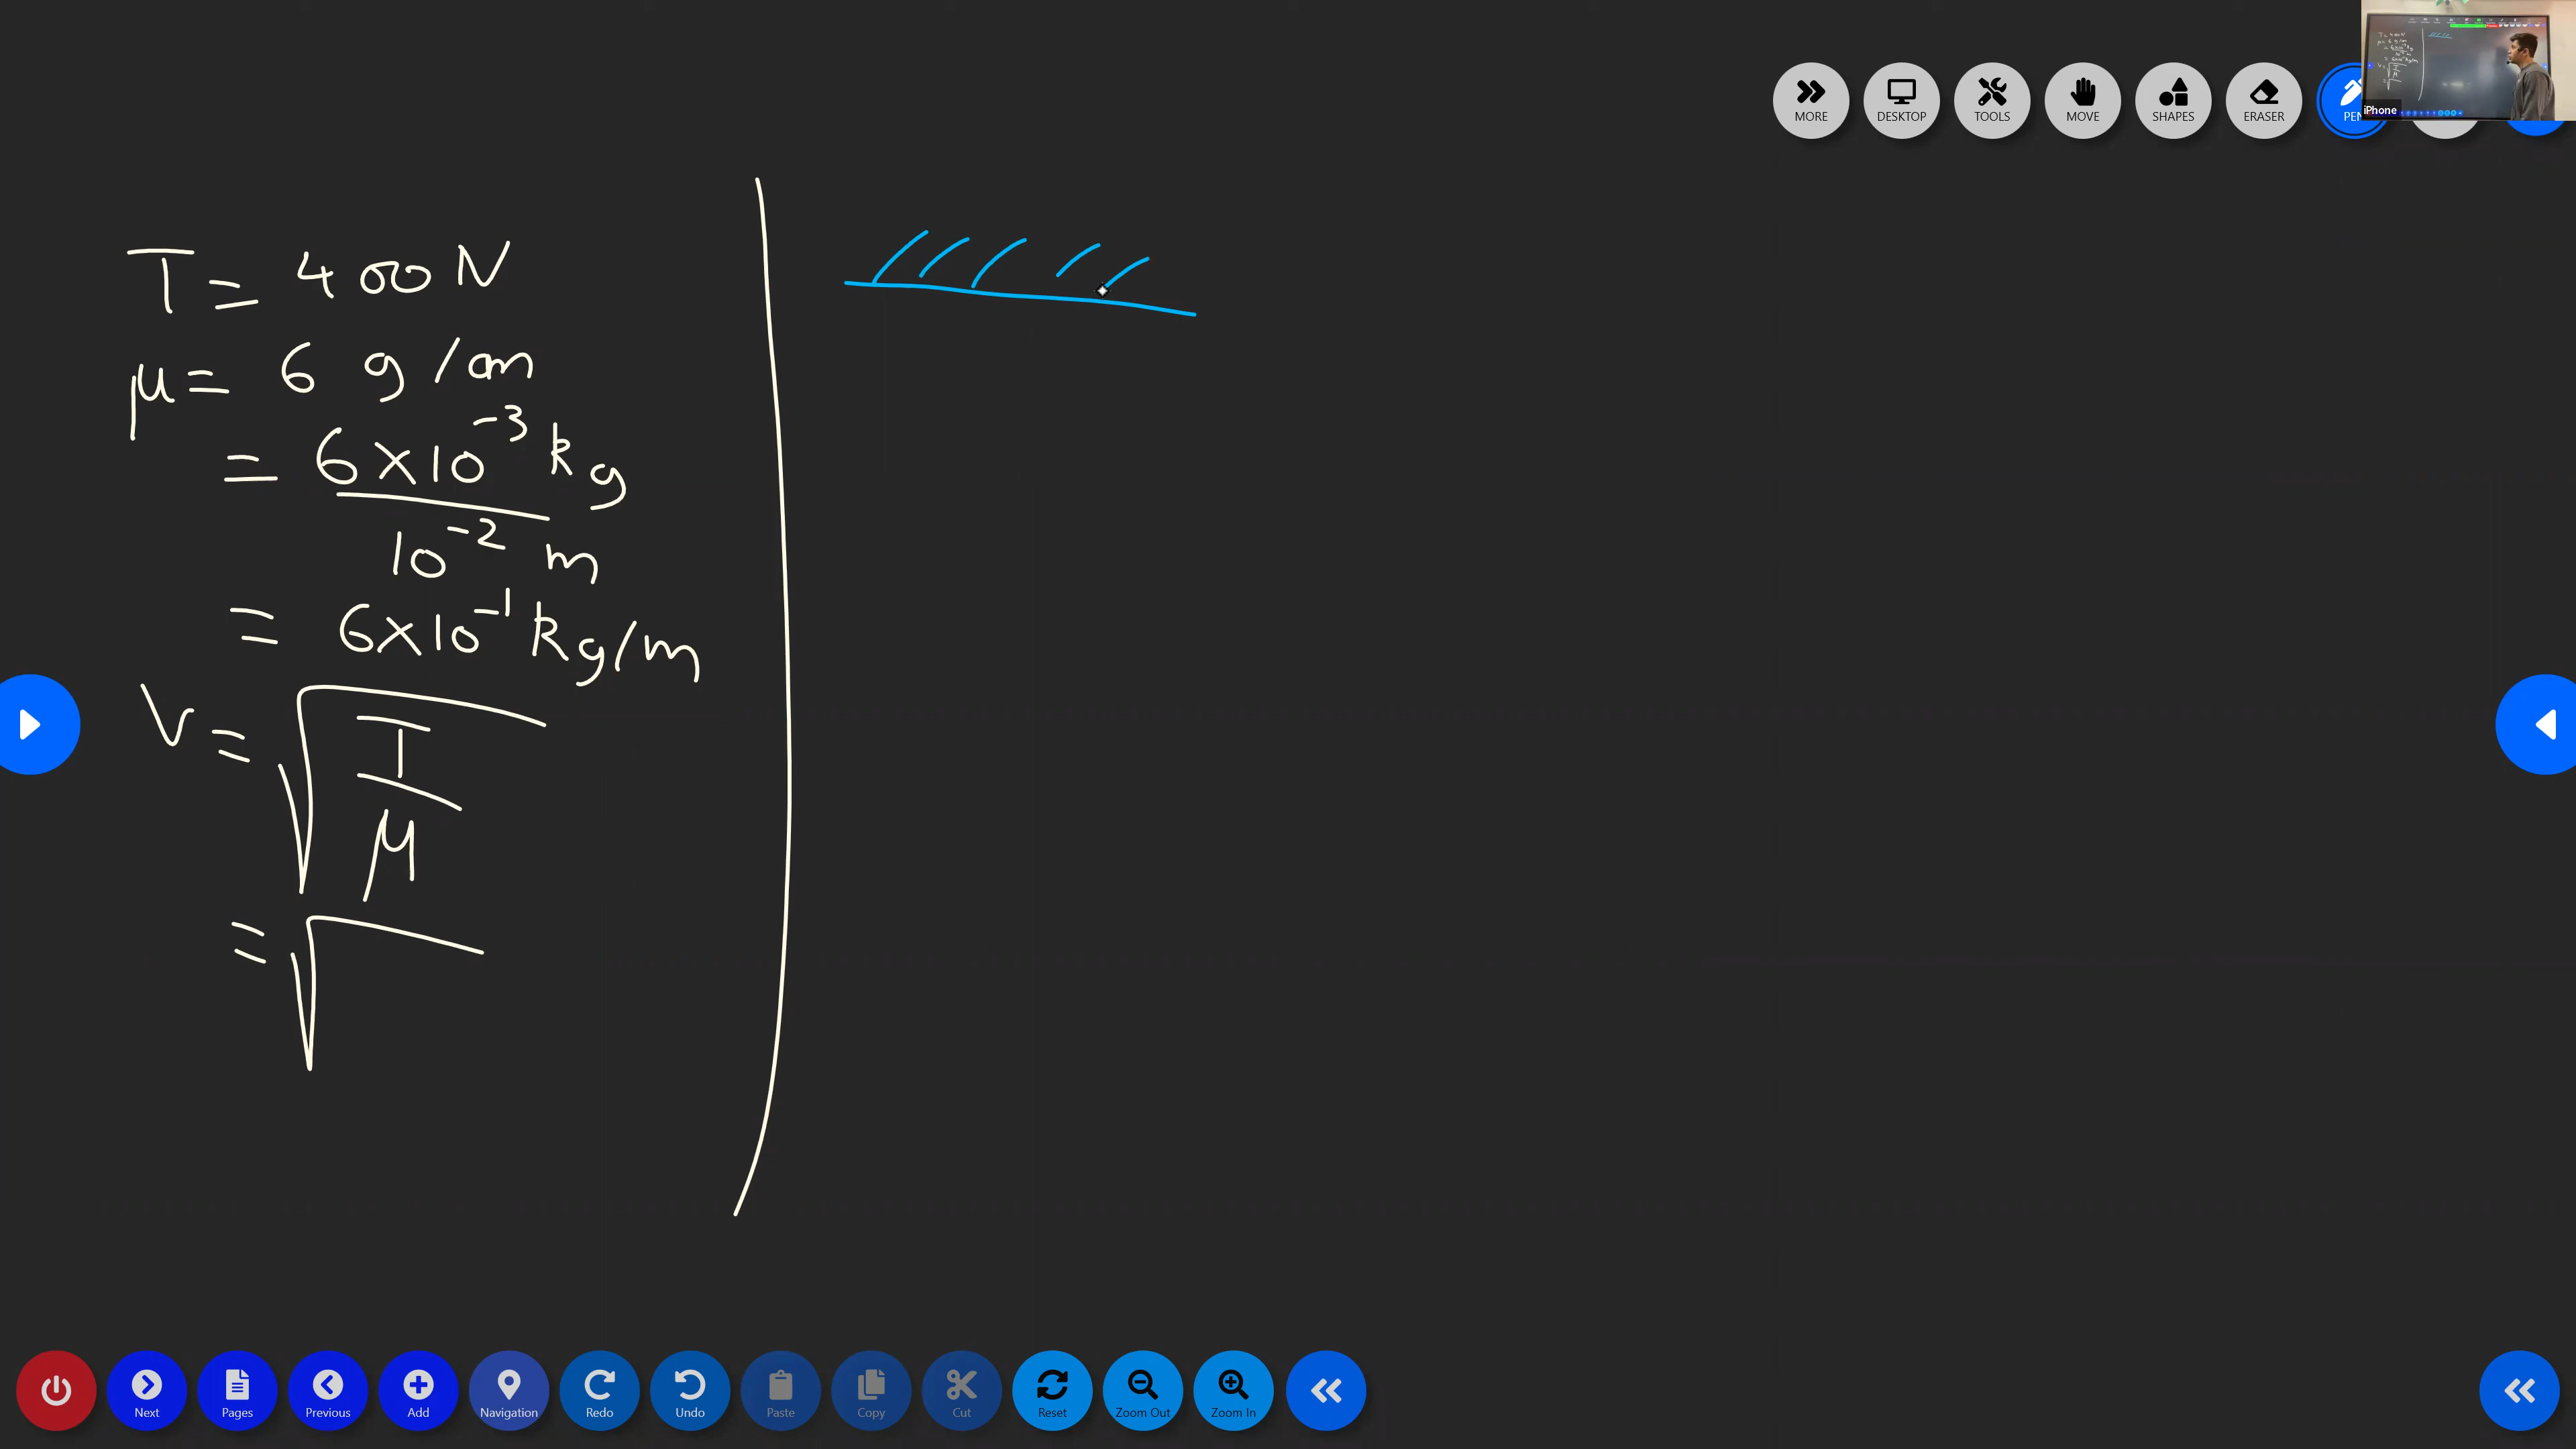 MORE DESKTOP TOOLS MOVE SHAPES ERASER PEN
iPhone
T = 400 N
μ = 6 g/cm
= 6×10⁻³ kg
10⁻² m
= 6×10⁻¹ kg/m
V = √
T
μ
= √
Next Pages Previous Add Navigation Redo Undo Paste Copy Cut Reset Zoom Out Zoom In